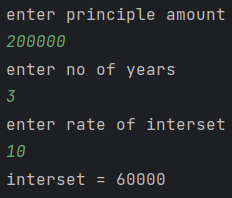 enter principle amount
200000
enter no of years
3
enter rate of interset
10
interset = 60000